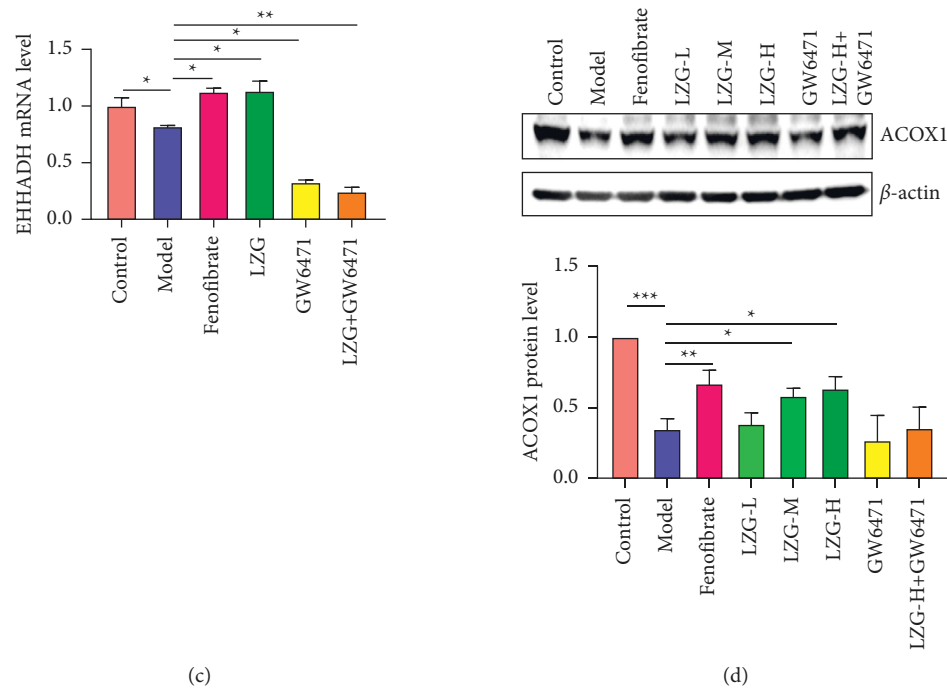 **
*
*
*
*
EHHADH mRNA level
1.5
1.0
0.5
0.0
Control
Model
Fenofibrate
LZG
GW6471
LZG+GW6471
(c)
Control
Model
Fenofibrate
LZG-L
LZG-M
LZG-H
GW6471
LZG-H+
GW6471
ACOX1
β-actin
ACOX1 protein level
1.5
1.0
0.5
0.0
***
*
*
**
Control
Model
Fenofibrate
LZG-L
LZG-M
LZG-H
GW6471
LZG-H+GW6471
(d)